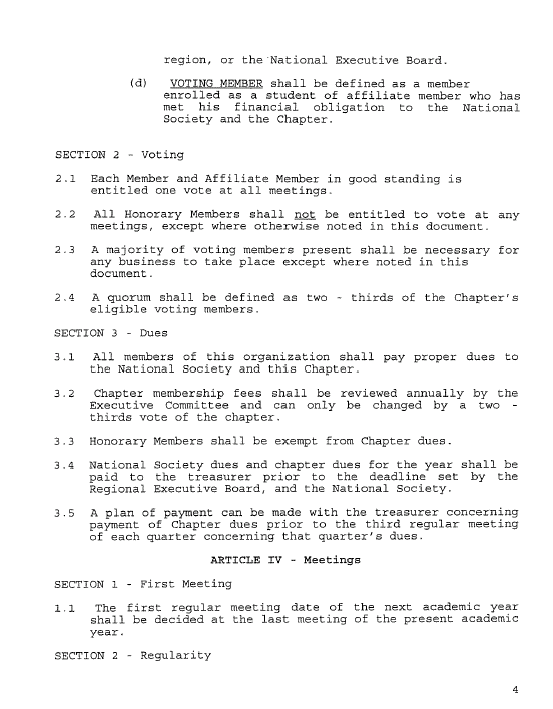 region, or the National Executive Board.
(d) VOTING MEMBER shall be defined as a member
enrolled as a student of affiliate member who has
met his financial obligation to the National
Society and the Chapter.
SECTION 2 - Voting
2.1 Each Member and Affiliate Member in good standing is
entitled one vote at all meetings.
2.2 All Honorary Members shall not be entitled to vote at any
meetings, except where otherwise noted in this document.
2.3 A majority of voting members present shall be necessary for
any business to take place except where noted in this
document.
2.4 A quorum shall be defined as two - thirds of the Chapter's
eligible voting members.
SECTION 3 - Dues
3.1 All members of this organization shall pay proper dues to
the National Society and this Chapter.
3.2 Chapter membership fees shall be reviewed annually by the
Executive Committee and can only be changed by a two -
thirds vote of the chapter.
3.3 Honorary Members shall be exempt from Chapter dues.
3.4 National Society dues and chapter dues for the year shall be
paid to the treasurer prior to the deadline set by the
Regional Executive Board, and the National Society.
3.5 A plan of payment can be made with the treasurer concerning
payment of Chapter dues prior to the third regular meeting
of each quarter concerning that quarter's dues.
ARTICLE IV - Meetings
SECTION 1 - First Meeting
1.1 The first regular meeting date of the next academic year
shall be decided at the last meeting of the present academic
year.
SECTION 2 - Regularity
4